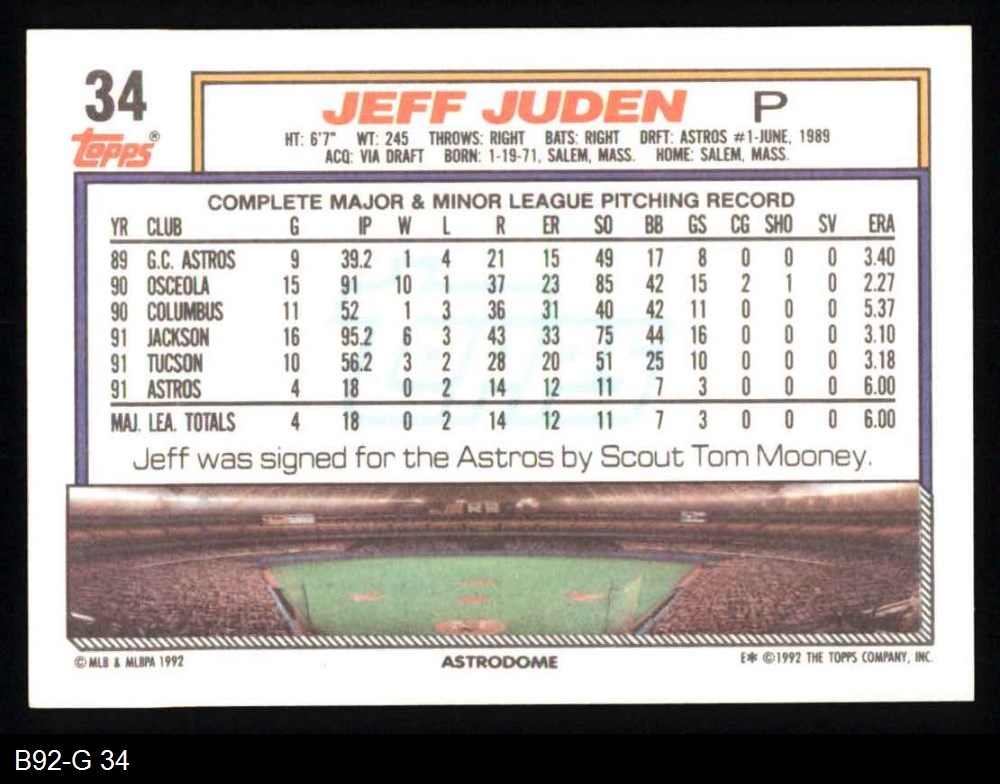 34
JEFF JUDEN P
Topps®
HT: 6'7" WT: 245 THROWS: RIGHT BATS: RIGHT DRFT: ASTROS #1-JUNE, 1989
ACQ: VIA DRAFT BORN: 1-19-71, SALEM, MASS. HOME: SALEM, MASS.
COMPLETE MAJOR & MINOR LEAGUE PITCHING RECORD
YR CLUB G IP W L R ER SO BB GS CG SHO SV ERA
89 G.C. ASTROS 9 39.2 1 4 21 15 49 17 8 0 0 0 3.40
90 OSCEOLA 15 91 10 1 37 23 85 42 15 2 1 0 2.27
90 COLUMBUS 11 52 1 3 36 31 40 42 11 0 0 0 5.37
91 JACKSON 16 95.2 6 3 43 33 75 44 16 0 0 0 3.10
91 TUCSON 10 56.2 3 2 28 20 51 25 10 0 0 0 3.18
91 ASTROS 4 18 0 2 14 12 11 7 3 0 0 0 6.00
MAJ. LEA. TOTALS 4 18 0 2 14 12 11 7 3 0 0 0 6.00
Jeff was signed for the Astros by Scout Tom Mooney.
© MLB & MLBPA 1992
ASTRODOME
E* ©1992 THE TOPPS COMPANY, INC.
B92-G 34